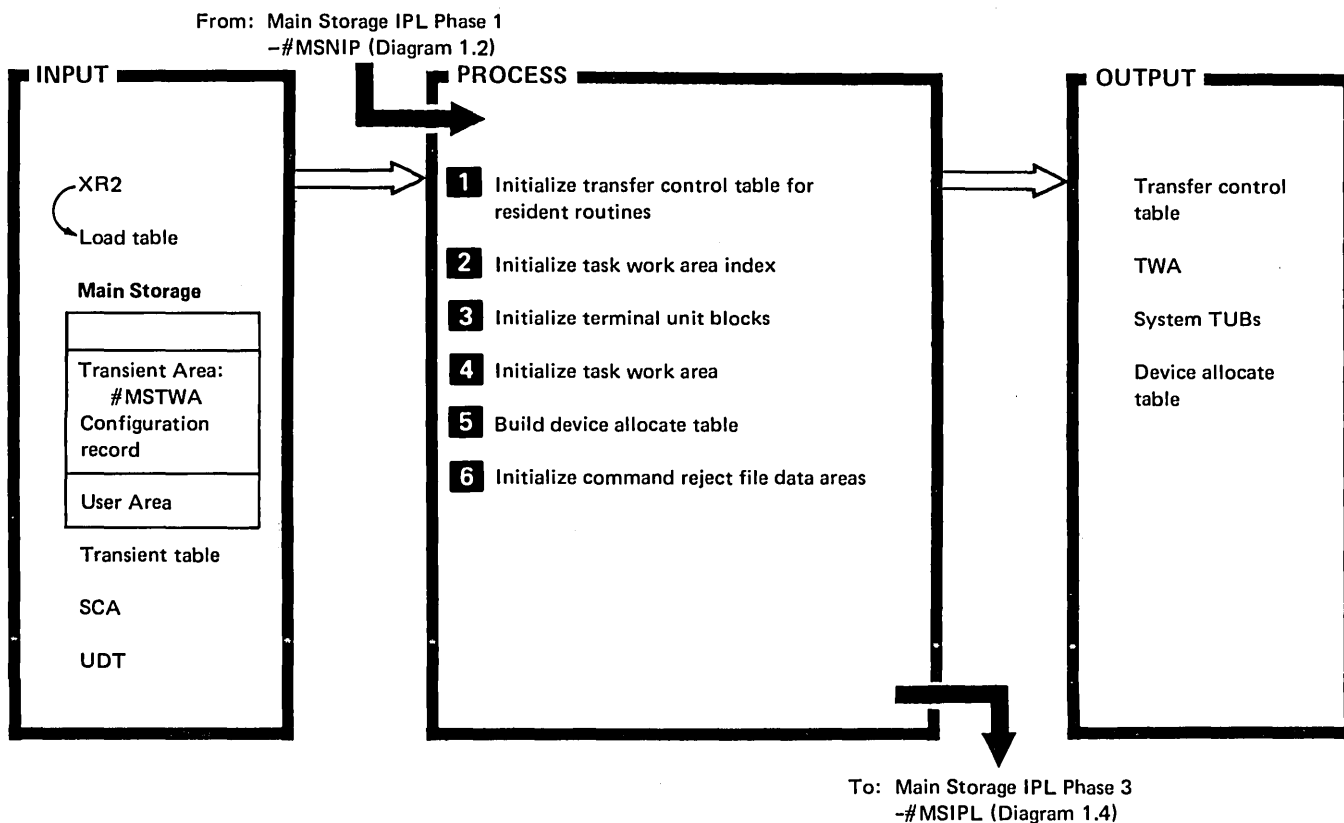 From: Main Storage IPL Phase 1
–#MSNIP (Diagram 1.2)
INPUT
XR2
Load table
Main Storage
Transient Area:
#MSTWA
Configuration
record
User Area
Transient table
SCA
UDT
PROCESS
1 Initialize transfer control table for
resident routines
2 Initialize task work area index
3 Initialize terminal unit blocks
4 Initialize task work area
5 Build device allocate table
6 Initialize command reject file data areas
OUTPUT
Transfer control
table
TWA
System TUBs
Device allocate
table
To: Main Storage IPL Phase 3
–#MSIPL (Diagram 1.4)